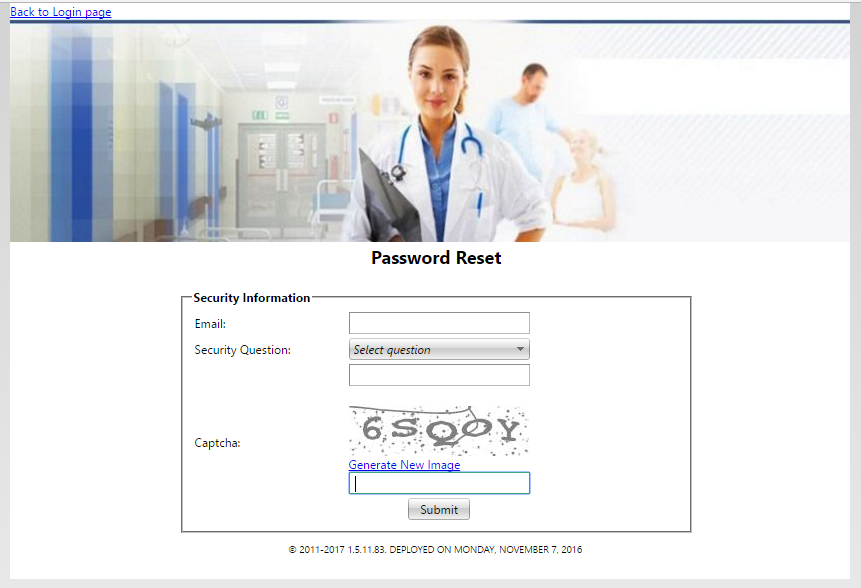 Back to Login page
Password Reset
Security Information
Email:
Security Question:
Select question
Captcha:
Generate New Image
Submit
© 2011-2017 1.5.11.83. DEPLOYED ON MONDAY, NOVEMBER 7, 2016